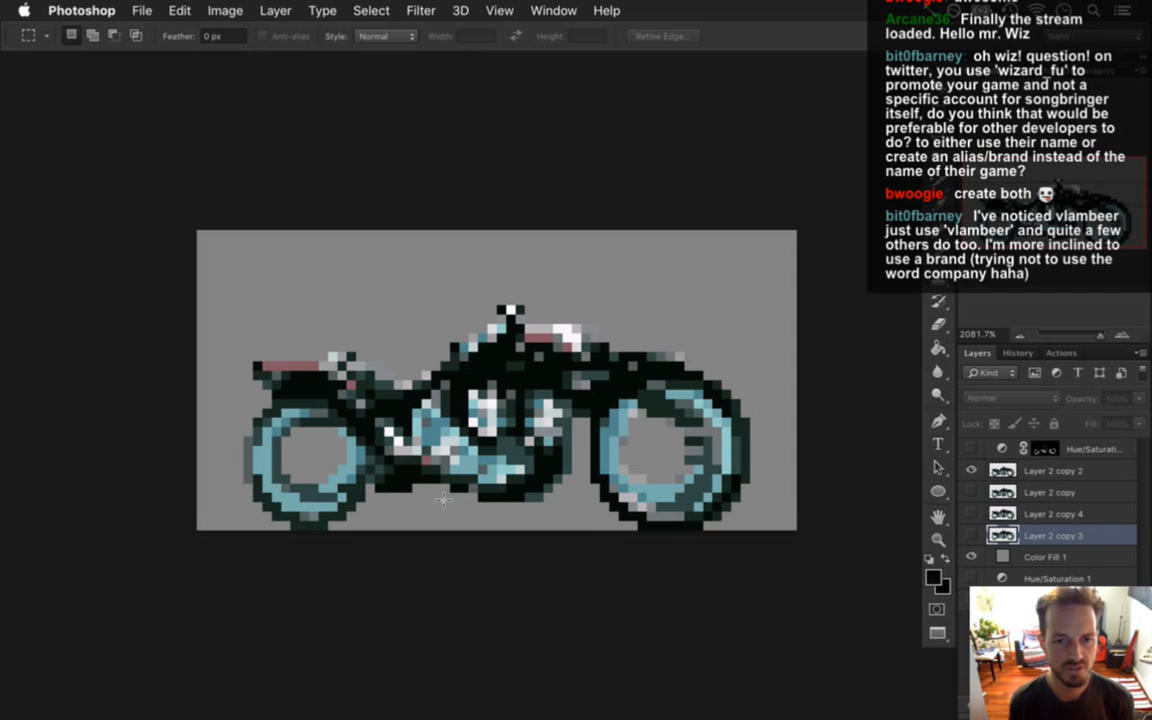 Photoshop File Edit Image Layer Type Select Filter 3D View Window Help
Feather: 0 px Anti-alias Style: Normal Width: Height: Refine Edge...
Arcane36 Finally the stream
loaded. Hello mr. Wiz
bit0fbarney oh wiz! question! on
twitter, you use 'wizard_fu' to
promote your game and not a
specific account for songbringer
itself, do you think that would be
preferable for other developers to
do? to either use their name or
create an alias/brand instead of the
name of their game?
bwoogie create both
bit0fbarney I've noticed vlambeer
just use 'vlambeer' and quite a few
others do too. I'm more inclined to
use a brand (trying not to use the
word company haha)
2081.7%
Layers History Actions
Kind
Normal Opacity: 100%
Lock: Fill: 100%
Hue/Saturati...
Layer 2 copy 2
Layer 2 copy
Layer 2 copy 4
Layer 2 copy 3
Color Fill 1
Hue/Saturation 1